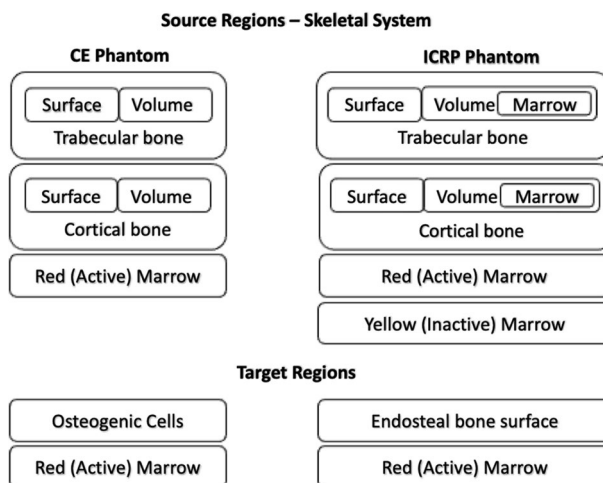 Source Regions – Skeletal System
CE Phantom
Surface
Volume
Trabecular bone
Surface
Volume
Cortical bone
Red (Active) Marrow
ICRP Phantom
Surface
Volume
Marrow
Trabecular bone
Surface
Volume
Marrow
Cortical bone
Red (Active) Marrow
Yellow (Inactive) Marrow
Target Regions
Osteogenic Cells
Red (Active) Marrow
Endosteal bone surface
Red (Active) Marrow